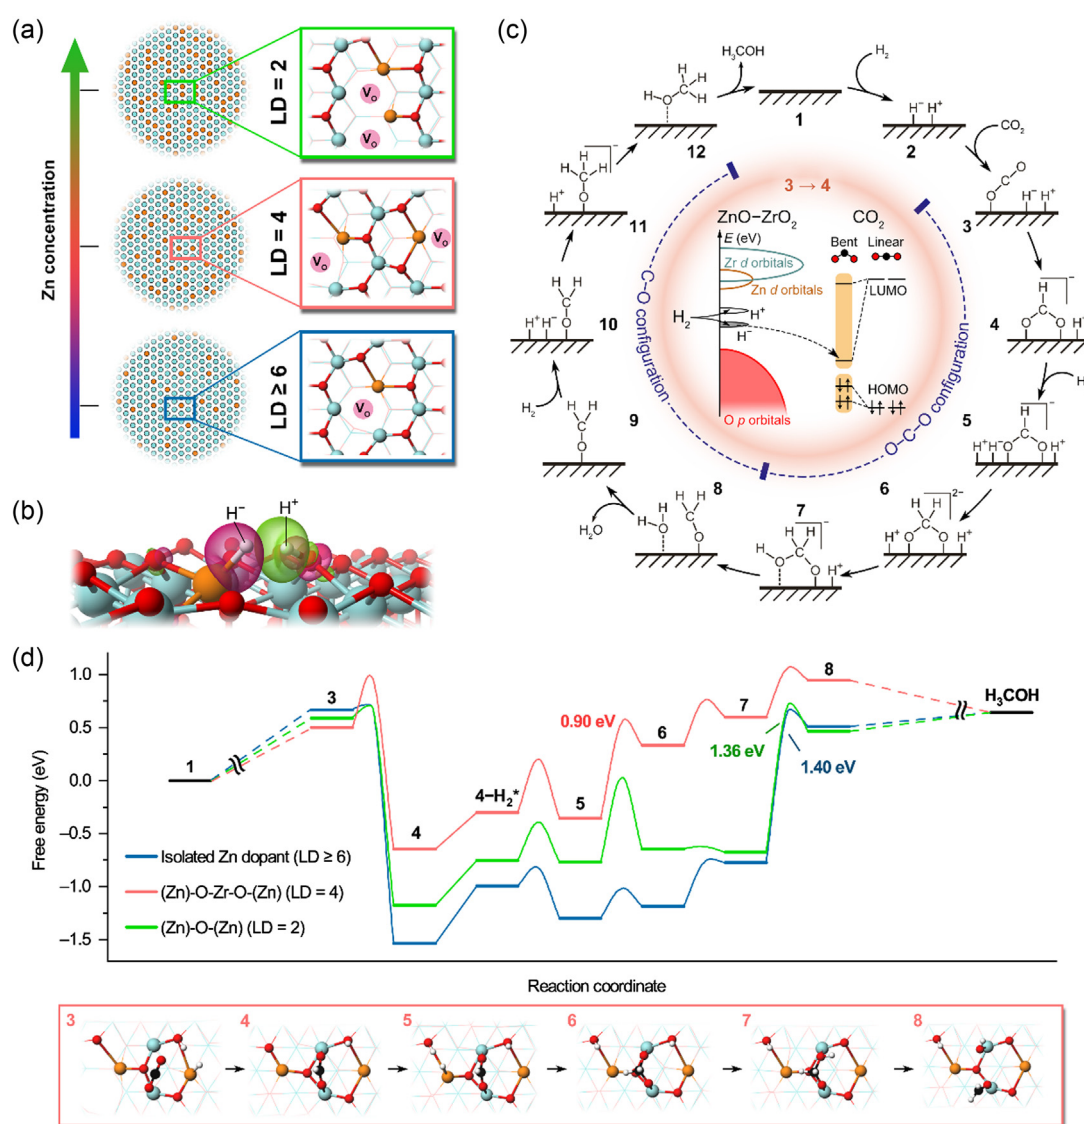 (a)
Zn concentration
LD = 2
Vo
Vo
LD = 4
Vo
Vo
LD ≥ 6
Vo
(b)
H⁻
H⁺
(c)
H₃COH
H₂
1
H⁻ H⁺
2
CO₂
O C O
H⁻ H⁺
3
H
C
O O
−
4
H
5
H
C
O O
−
H⁺H⁻ H⁺
6
H H
C
O O
2−
H⁺ H⁺
7
H H H
C
O O
−
H⁺
8
H H
O
H H
C
O
H₂O
9
H H
C
O
H₂
10
H H
C
O
H⁺H⁻
11
H
H C H
O
−
H⁺
12
H H
C
H O H
3 → 4
ZnO−ZrO₂
CO₂
E (eV)
Bent Linear
Zr d orbitals
Zn d orbitals
LUMO
H₂
H⁺
H⁻
HOMO
O p orbitals
C−O configuration
O−C−O configuration
(d)
Free energy (eV)
1.0
0.5
0.0
−0.5
−1.0
−1.5
1
3
4
4−H₂*
5
6
7
8
H₃COH
0.90 eV
1.36 eV
1.40 eV
Isolated Zn dopant (LD ≥ 6)
(Zn)-O-Zr-O-(Zn) (LD = 4)
(Zn)-O-(Zn) (LD = 2)
Reaction coordinate
3
4
5
6
7
8